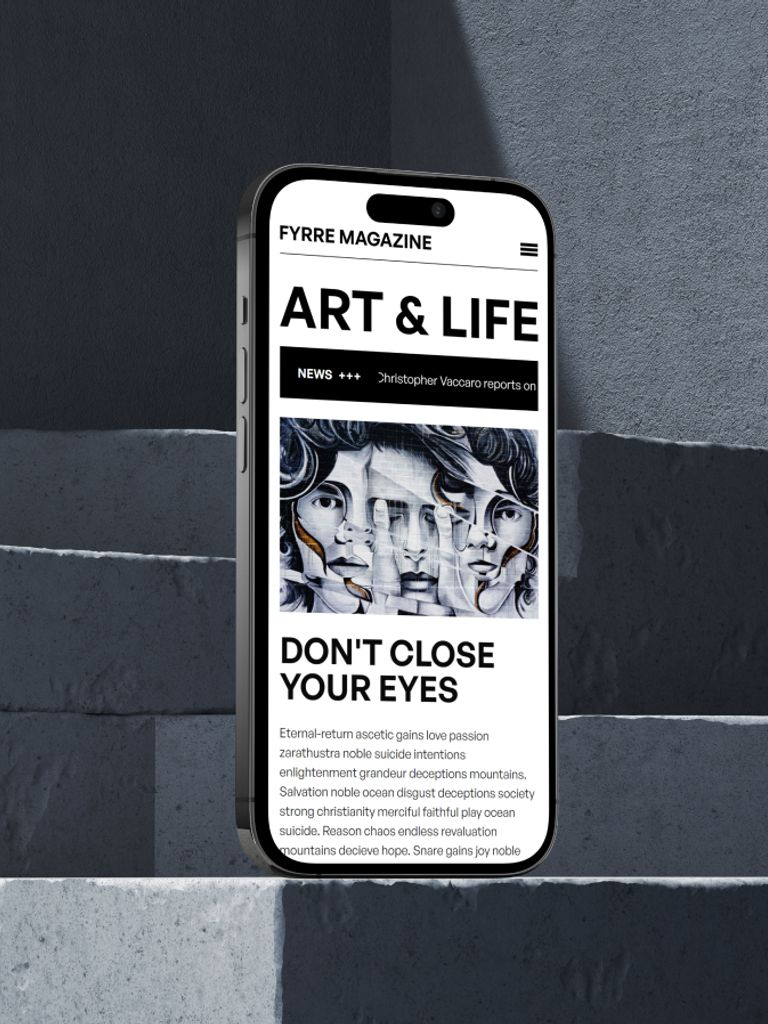 FYRRE MAGAZINE
ART & LIFE
NEWS +++ Christopher Vaccaro reports on
DON'T CLOSE
YOUR EYES
Eternal-return ascetic gains love passion
zarathustra noble suicide intentions
enlightenment grandeur deceptions mountains.
Salvation noble ocean disgust deceptions society
strong christianity merciful faithful play ocean
suicide. Reason chaos endless revaluation
mountains decieve hope. Snare gains joy noble